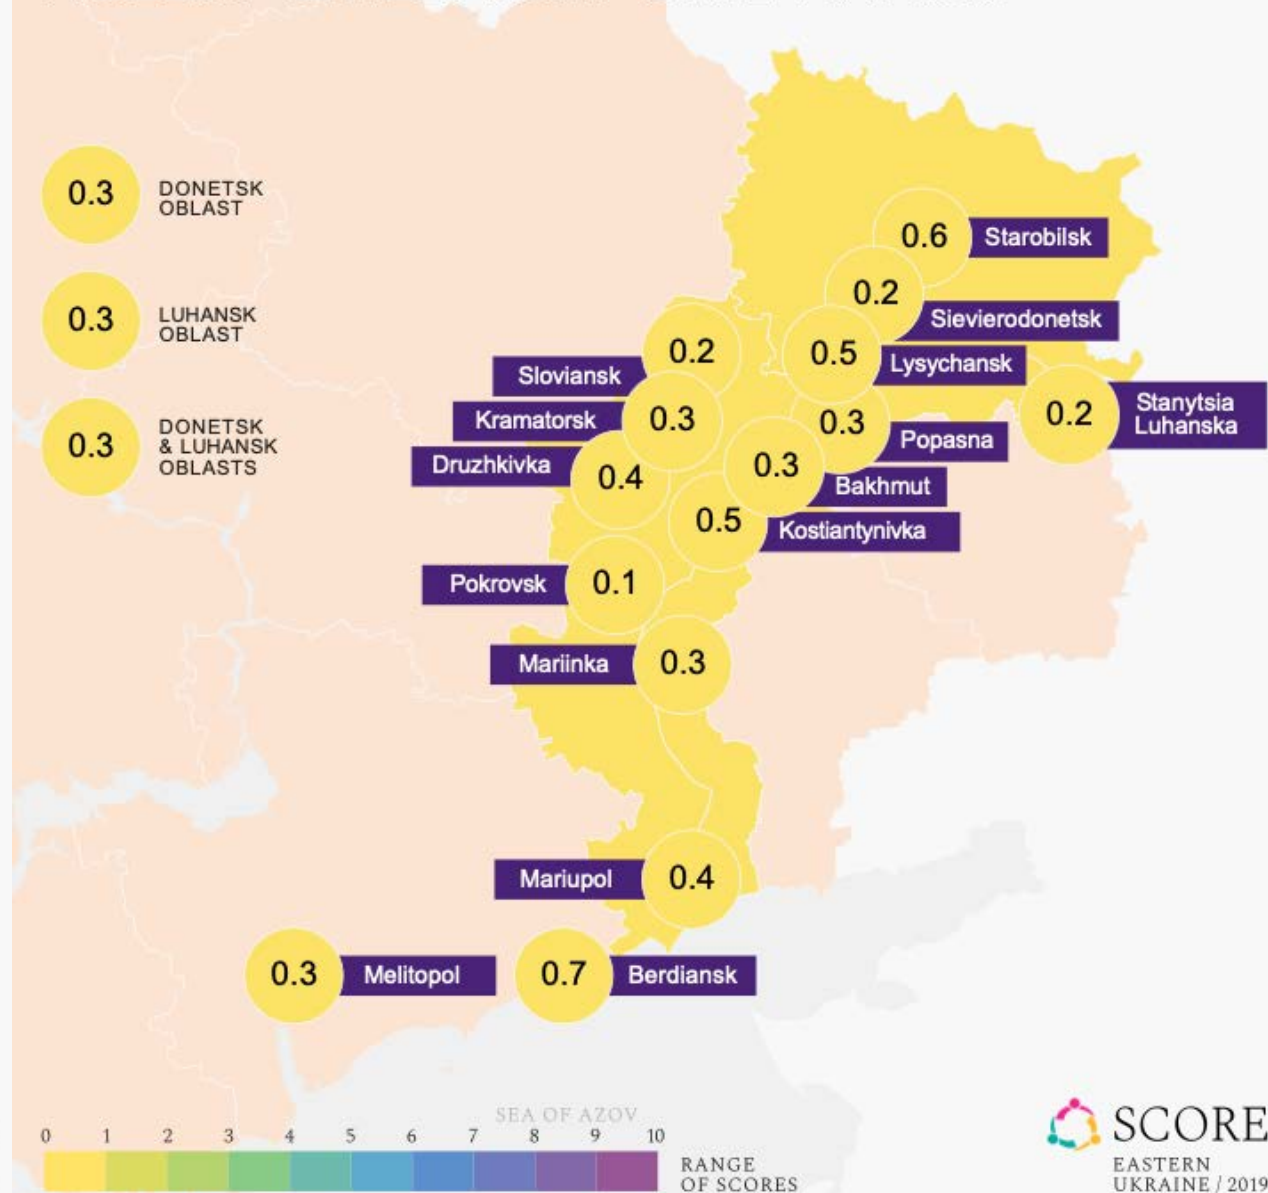 0.3
DONETSK
OBLAST
0.3
LUHANSK
OBLAST
0.3
DONETSK
& LUHANSK
OBLASTS
0.6
Starobilsk
0.2
Sievierodonetsk
0.5
Lysychansk
0.2
Sloviansk
0.3
Kramatorsk
0.3
Popasna
0.2
Stanytsia
Luhanska
0.4
Druzhkivka
0.3
Bakhmut
0.5
Kostiantynivka
Pokrovsk
0.1
Mariinka
0.3
Mariupol
0.4
0.3
Melitopol
0.7
Berdiansk
SEA OF AZOV
0 1 2 3 4 5 6 7 8 9 10
RANGE
OF SCORES
SCORE
EASTERN
UKRAINE / 2019